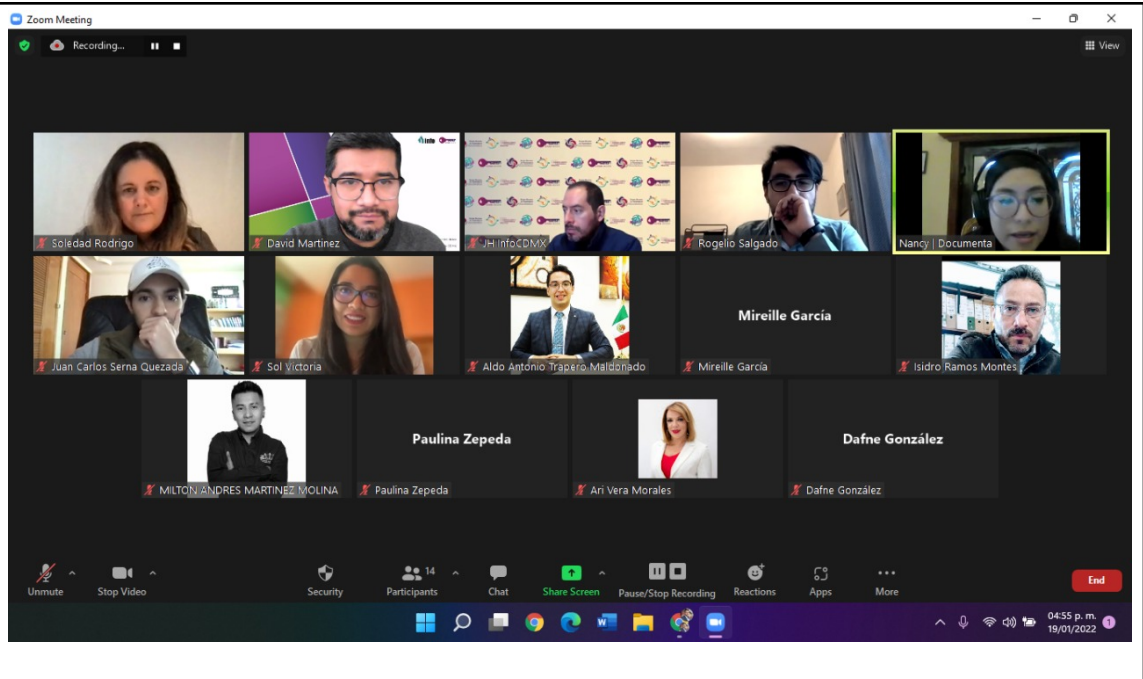 Zoom Meeting
Recording...
View
info
Soledad Rodrigo
David Martinez
JH InfoCDMX
Rogelio Salgado
Nancy | Documenta
Juan Carlos Serna Quezada
Sol Victoria
Aldo Antonio Trapero Maldonado
Mireille García
Mireille García
Isidro Ramos Montes
MILTON ANDRES MARTINEZ MOLINA
Paulina Zepeda
Paulina Zepeda
Ari Vera Morales
Dafne González
Dafne González
Unmute
Stop Video
Security
14
Participants
Chat
Share Screen
Pause/Stop Recording
Reactions
Apps
More
End
04:55 p. m.
19/01/2022
1